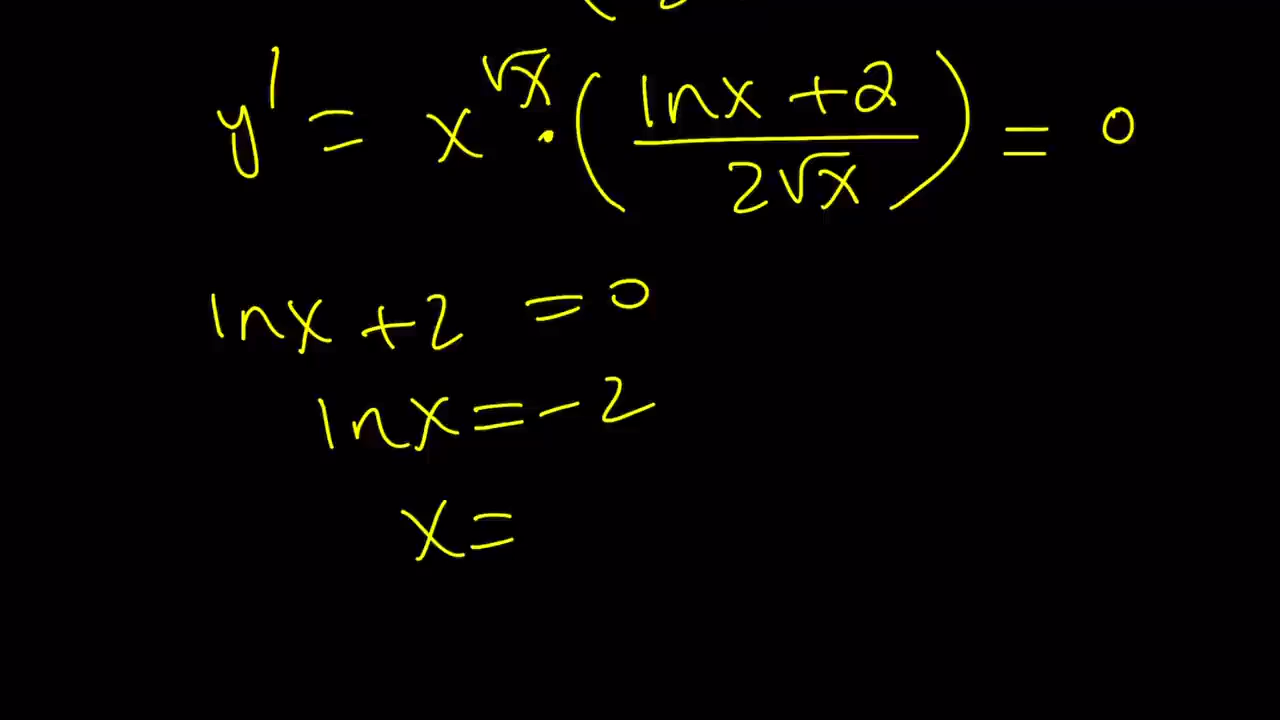 y' = x^√x · ( (ln x + 2) / (2√x) ) = 0
ln x + 2 = 0
ln x = -2
x =